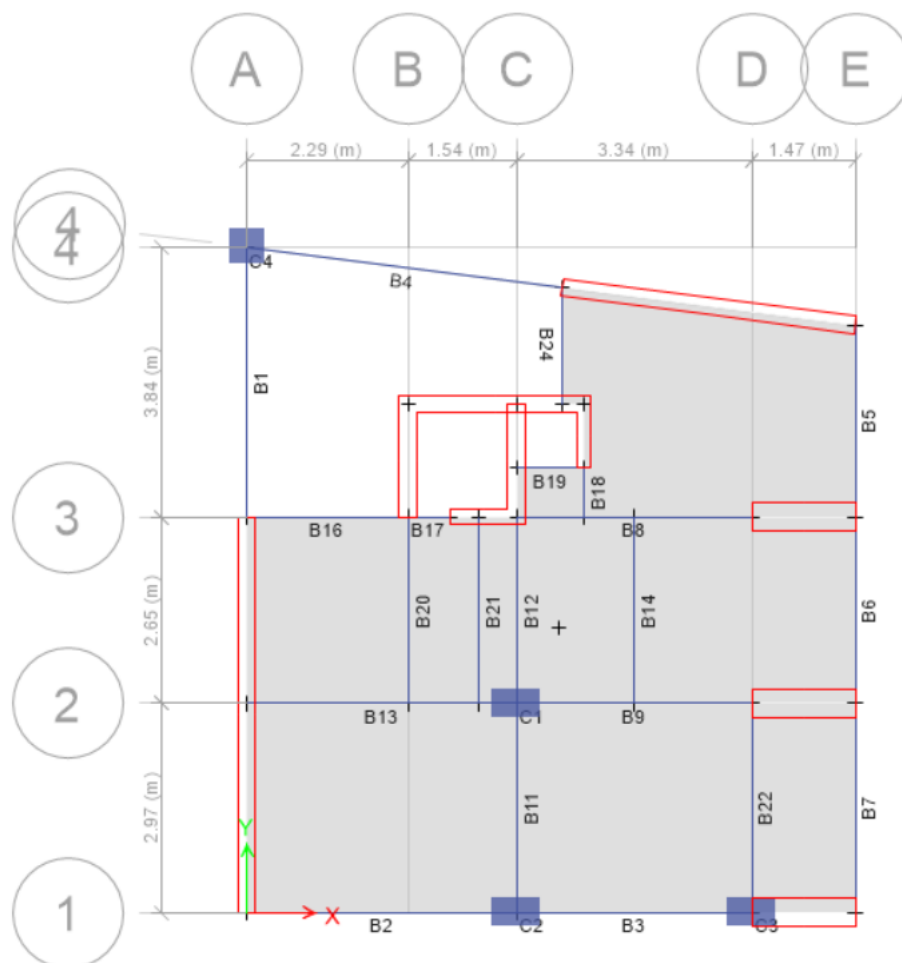 A B C D E
2.29 (m) 1.54 (m) 3.34 (m) 1.47 (m)
4
4
C4
B4
B24
B1
3.84 (m)
B5
B19
B18
3
B16 B17 B8
2.65 (m)
B20 B21 B12 B14 B6
2
B13 C1 B9
2.97 (m)
B11 B22 B7
Y
1
X
B2 C2 B3 C3